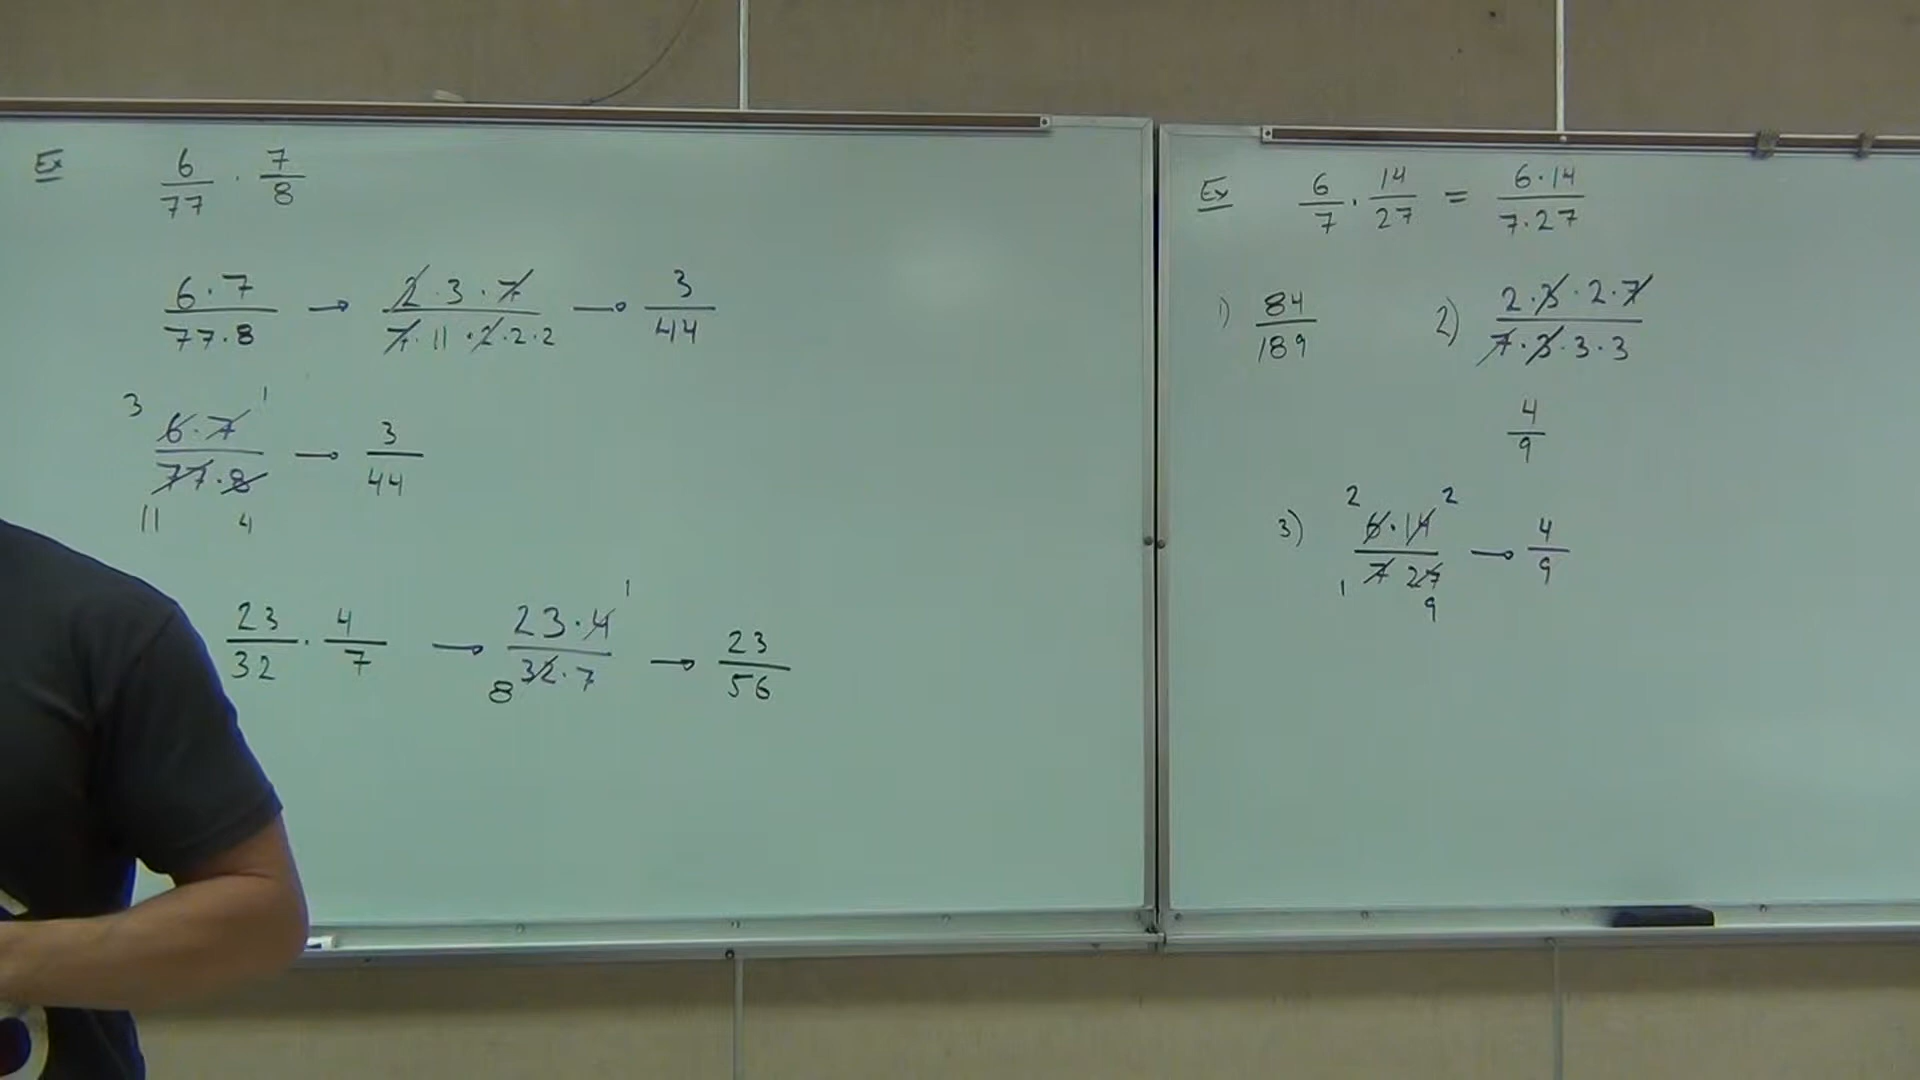 Ex 6/77 · 7/8
6·7/77·8 → 2·3·7/7·11·2·2·2 → 3/44
3 1
6·7/77·8 → 3/44
11 4
23/32 · 4/7 → 23·4/32·7 → 23/56
1
8
Ex 6/7 · 14/27 = 6·14/7·27
1) 84/189 2) 2·3·2·7/7·3·3·3
4/9
2 2
3) 6·14/7 27 → 4/9
1 9